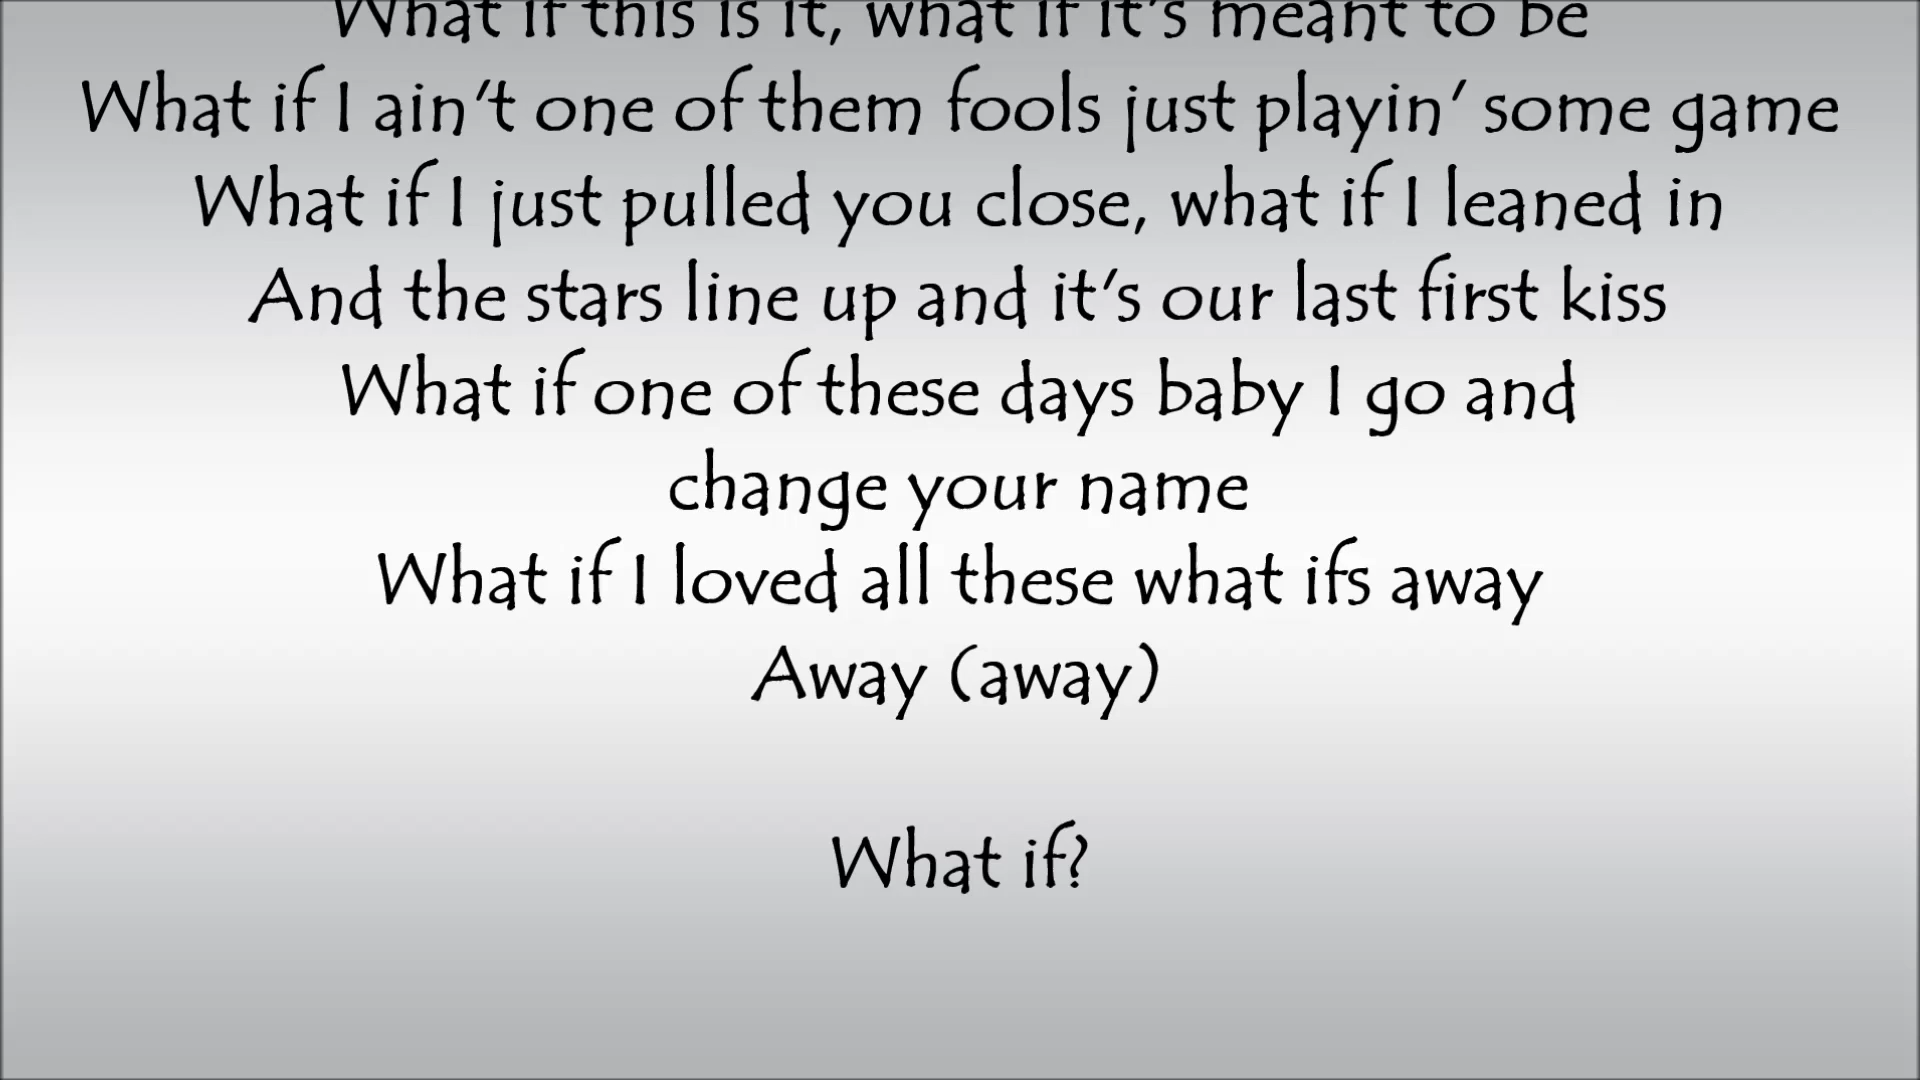 What if this is it, what if it's meant to be
What if I ain't one of them fools just playin' some game
What if I just pulled you close, what if I leaned in
And the stars line up and it's our last first kiss
What if one of these days baby I go and
change your name
What if I loved all these what ifs away
Away (away)
What if?